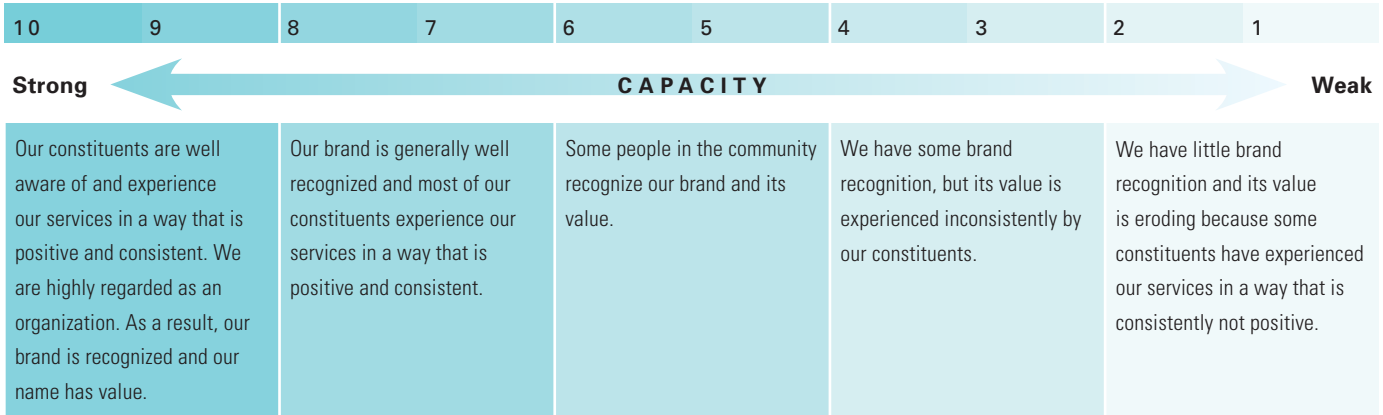 10 9 8 7 6 5 4 3 2 1
Strong CAPACITY Weak
Our constituents are well
aware of and experience
our services in a way that is
positive and consistent. We
are highly regarded as an
organization. As a result, our
brand is recognized and our
name has value.
Our brand is generally well
recognized and most of our
constituents experience our
services in a way that is
positive and consistent.
Some people in the community
recognize our brand and its
value.
We have some brand
recognition, but its value is
experienced inconsistently by
our constituents.
We have little brand
recognition and its value
is eroding because some
constituents have experienced
our services in a way that is
consistently not positive.